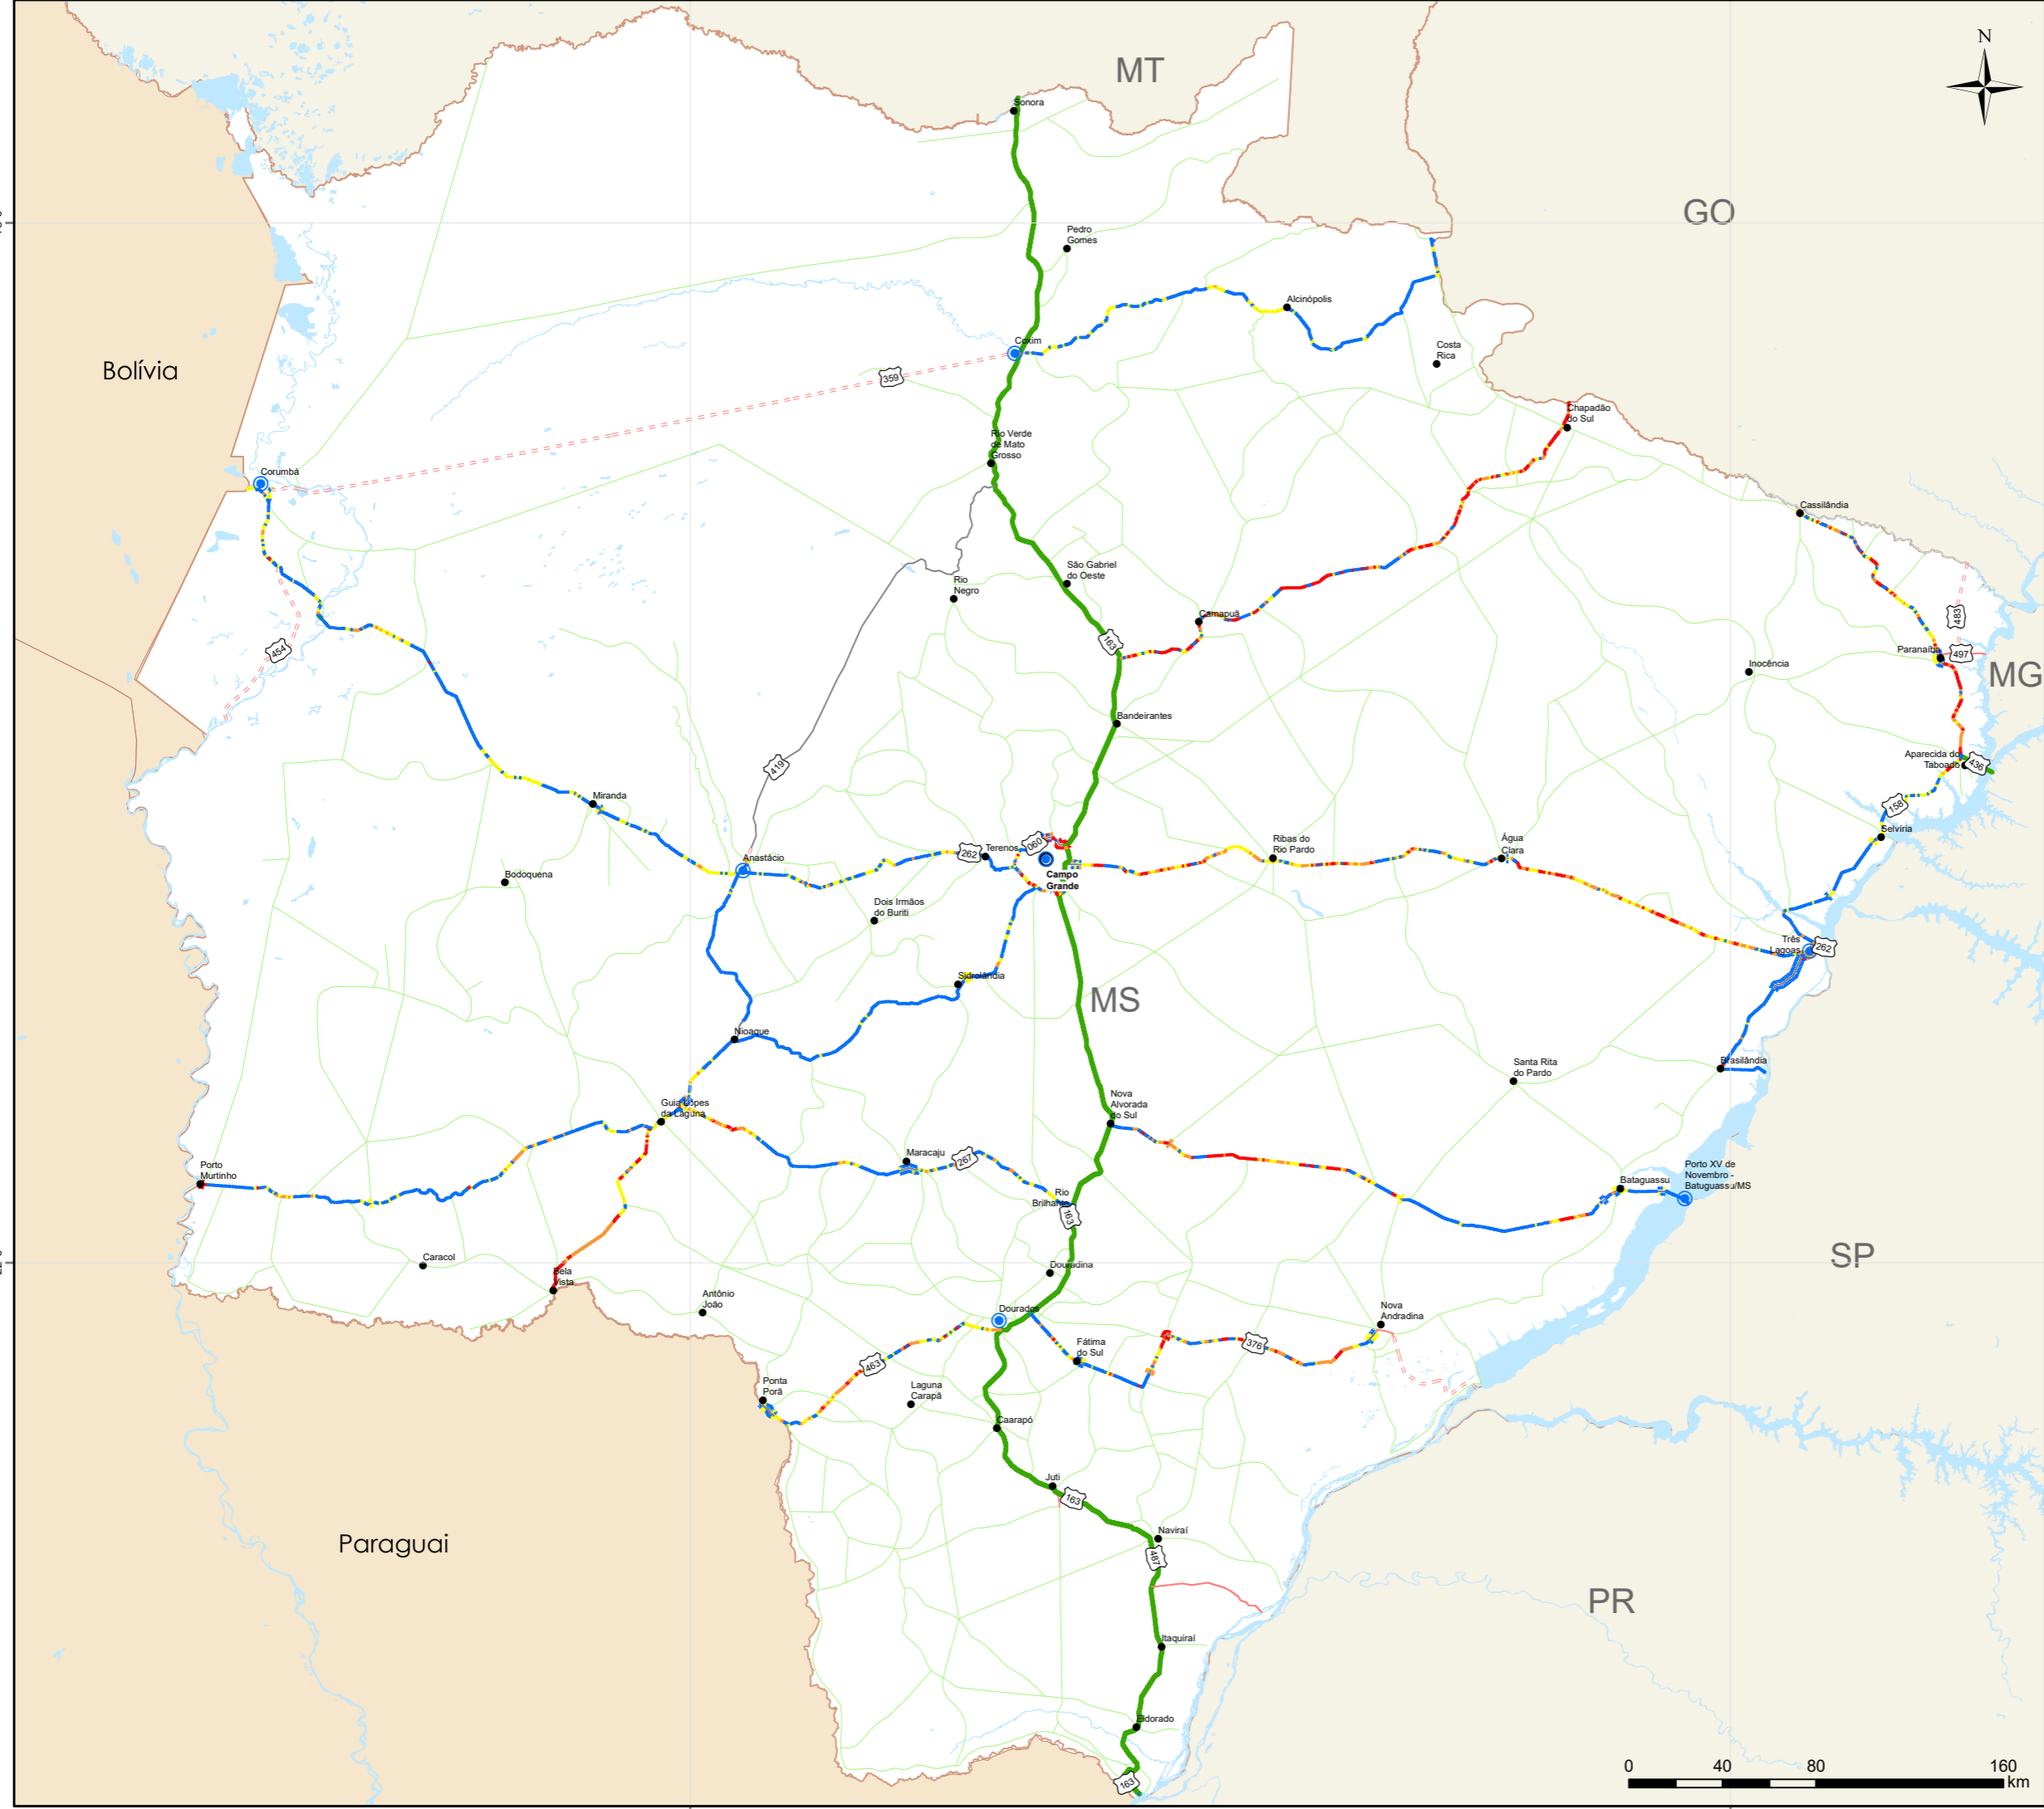 N
MT
Sonora
GO
Pedro
Gomes
Alcinópolis
Coxim
Costa
Rica
Bolívia
359
Chapadão
do Sul
Rio Verde
de Mato
Grosso
Corumbá
Cassilândia
São Gabriel
do Oeste
Rio
Negro
Camapuã
483
163
454
Paranaíba
497
Inocência
MG
Bandeirantes
Aparecida do
Taboado
436
419
Miranda
158
Selvíria
Ribas do
Rio Pardo
Água
Clara
060
Terenos
262
Anastácio
Campo
Grande
Bodoquena
Dois Irmãos
do Buriti
Três
Lagoas
262
Sidrolândia
MS
Nioaque
Santa Rita
do Pardo
Brasilândia
Guia Lopes
da Laguna
Nova
Alvorada
do Sul
Maracaju
267
Porto
Murtinho
Porto XV de
Novembro -
Batuguassu/MS
Bataguassu
Rio
Brilhante
163
SP
Caracol
Bela
Vista
Douradina
Antônio
João
Dourados
Nova
Andradina
Fátima
do Sul
376
463
Ponta
Porã
Laguna
Carapã
Caarapó
Juti
163
Paraguai
Naviraí
487
PR
Itaquiraí
Eldorado
163
0 40 80 160
km